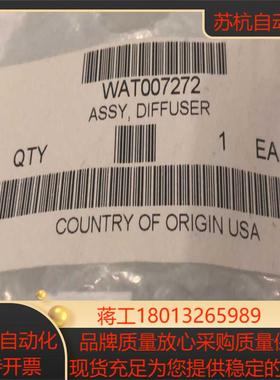 苏杭自动
WAT007272
ASSY, DIFFUSER
QTY 1 EA
COUNTRY OF ORIGIN USA
蒋工18013265989
自动化 品牌质量放心采购质量保
开票 现货充足为您提供稳定的